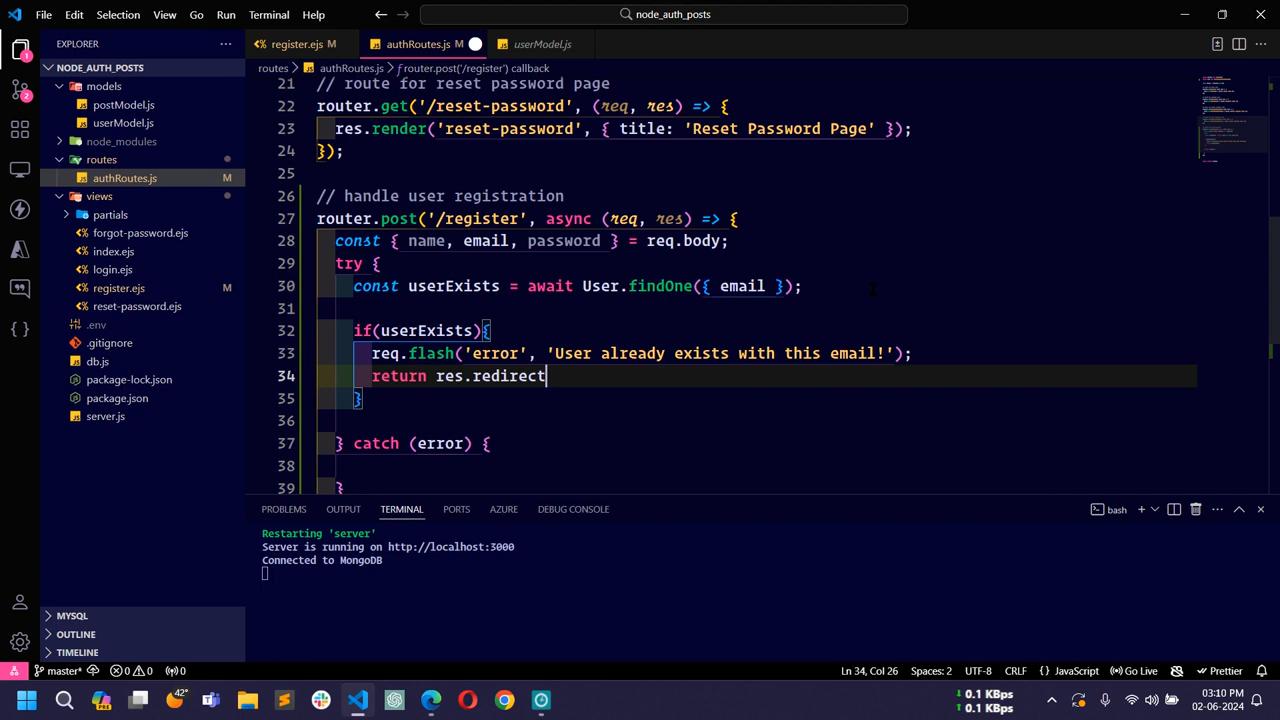 File Edit Selection View Go Run Terminal Help
node_auth_posts
EXPLORER
NODE_AUTH_POSTS
models
postModel.js
userModel.js
node_modules
routes
authRoutes.js M
views
partials
forgot-password.ejs
index.ejs
login.ejs
register.ejs M
reset-password.ejs
.env
.gitignore
db.js
package-lock.json
package.json
server.js
MYSQL
OUTLINE
TIMELINE
1
2
register.ejs M
authRoutes.js M
userModel.js
routes > authRoutes.js > router.post('/register') callback
21 // route for reset password page
22 router.get('/reset-password', (req, res) => {
23 res.render('reset-password', { title: 'Reset Password Page' });
24 });
25
26 // handle user registration
27 router.post('/register', async (req, res) => {
28 const { name, email, password } = req.body;
29 try {
30 const userExists = await User.findOne({ email });
31
32 if(userExists){
33 req.flash('error', 'User already exists with this email!');
34 return res.redirect
35 }
36
37 } catch (error) {
38
39 }
PROBLEMS OUTPUT TERMINAL PORTS AZURE DEBUG CONSOLE
bash
Restarting 'server'
Server is running on http://localhost:3000
Connected to MongoDB
master* 0 0 0
Ln 34, Col 26 Spaces: 2 UTF-8 CRLF {} JavaScript Go Live Prettier
42°
0.1 KBps
0.1 KBps
03:10 PM
02-06-2024